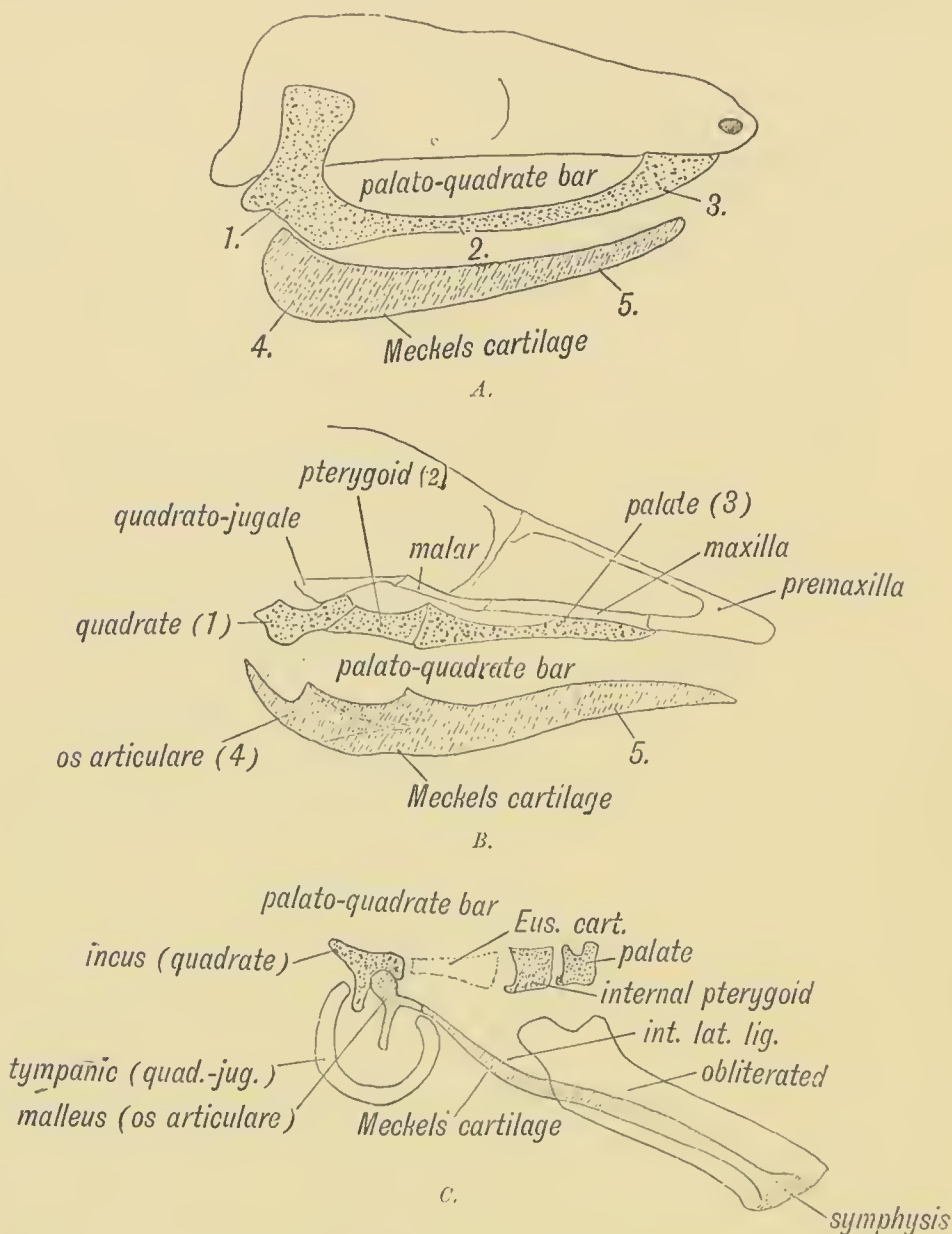 palato-quadrate bar
1.
2.
3.
4.
5.
Meckels cartilage
A.
pterygoid (2)
quadrato-jugale
palate (3)
malar
maxilla
premaxilla
quadrate (1)
palato-quadrate bar
os articulare (4)
5.
Meckels cartilage
B.
palato-quadrate bar
Eus. cart.
incus (quadrate)
palate
internal pterygoid
int. lat. lig.
tympanic (quad.-jug.)
obliterated
malleus (os articulare)
Meckels cartilage
C.
symphysis